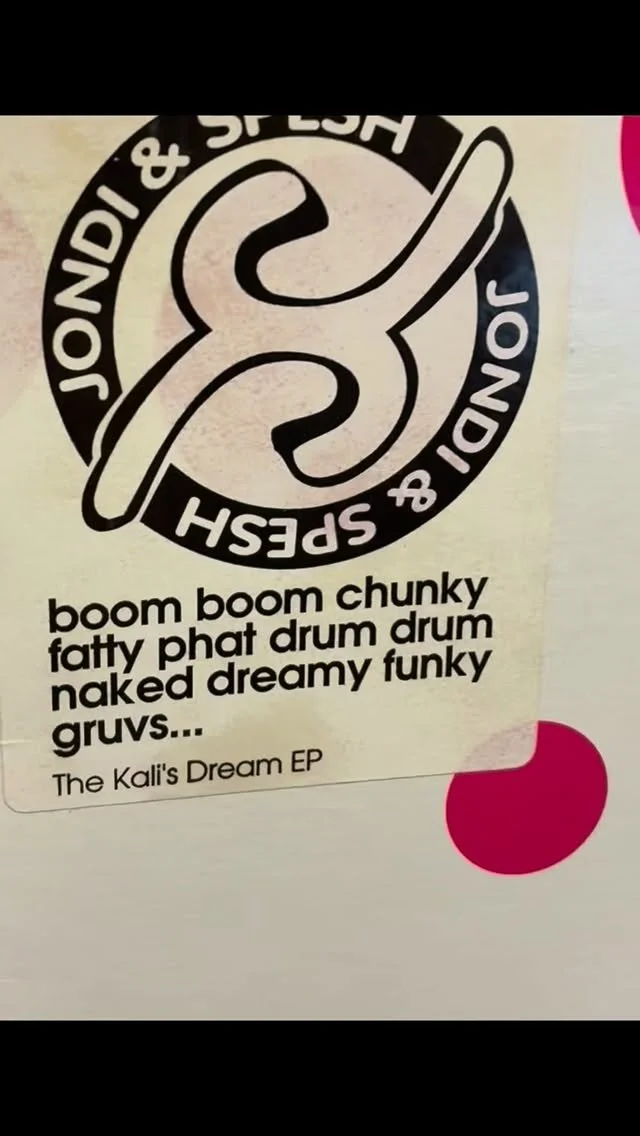 JONDI & SPESH
JONDI & SPESH
boom boom chunky
fatty phat drum drum
naked dreamy funky
gruvs...
The Kali's Dream EP